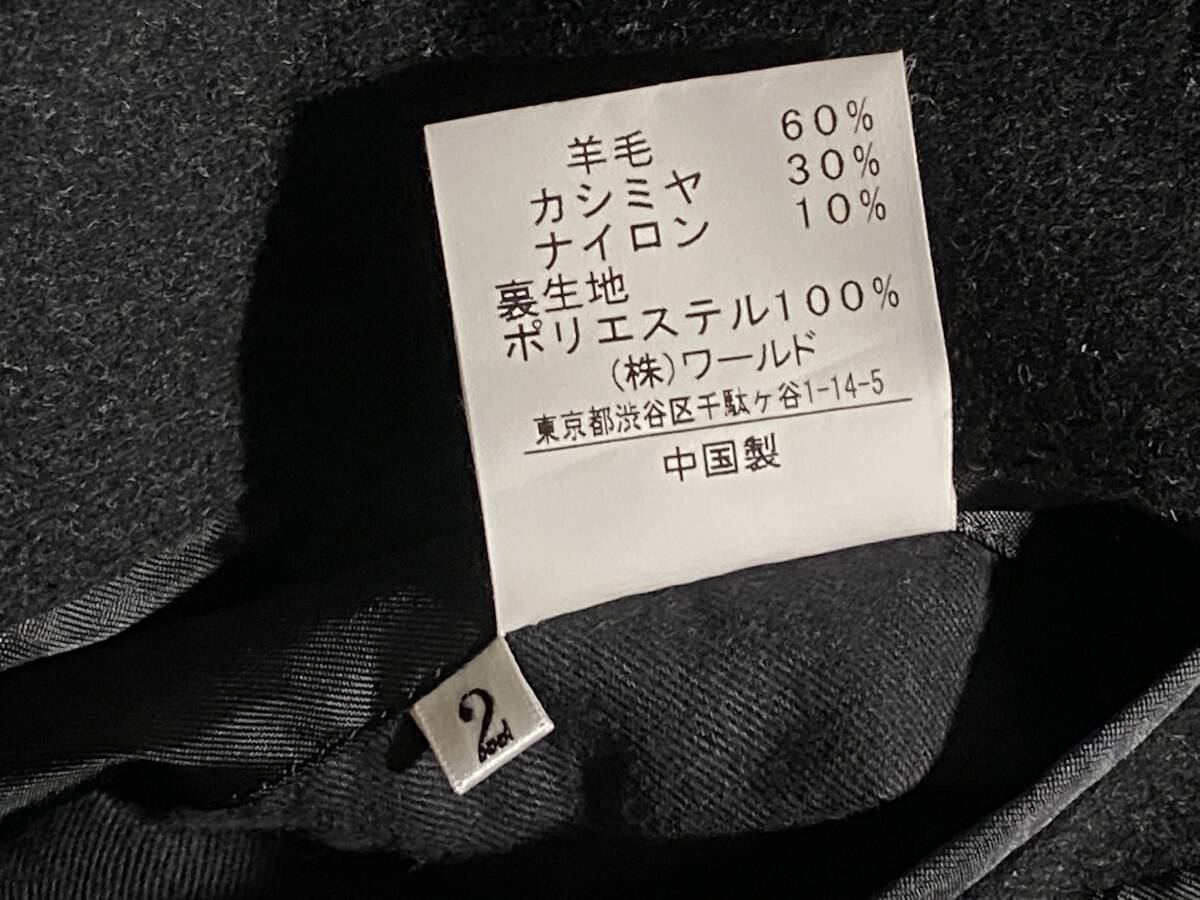 羊毛 60%
カシミヤ 30%
ナイロン 10%
裏生地
ポリエステル100%
(株)ワールド
東京都渋谷区千駄ケ谷1-14-5
中国製
2